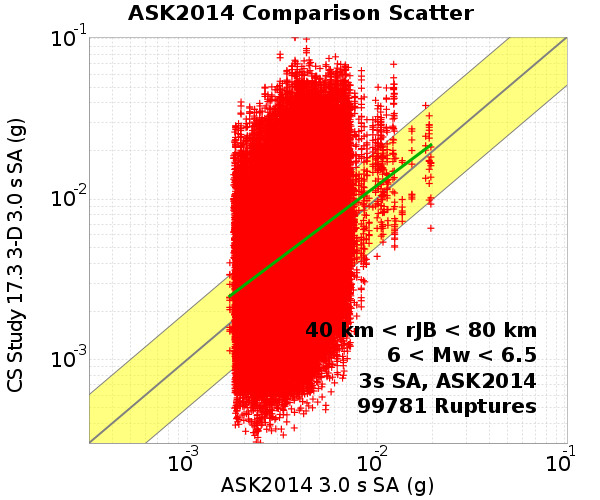 ASK2014 Comparison Scatter
CS Study 17.3 3-D 3.0 s SA (g)
10⁻¹
10⁻²
10⁻³
40 km < rJB < 80 km
6 < Mw < 6.5
3s SA, ASK2014
99781 Ruptures
10⁻³ 10⁻² 10⁻¹
ASK2014 3.0 s SA (g)